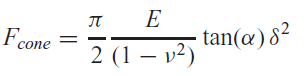 F_cone = π/2 E/(1 − ν²) tan(α) δ²